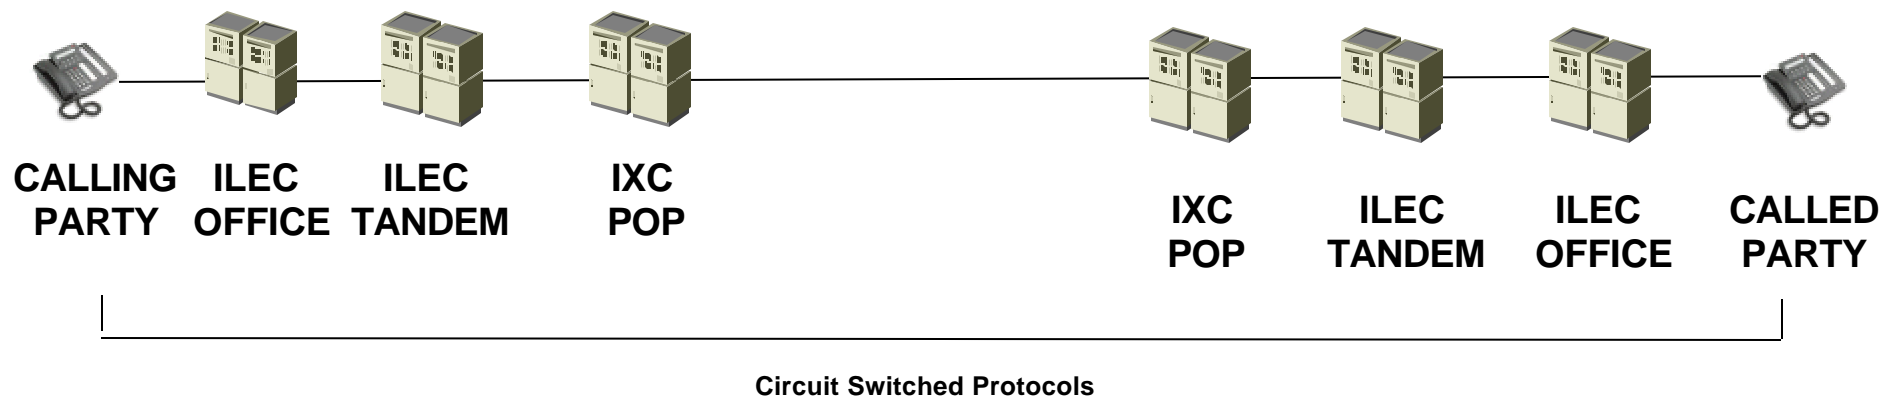 CALLING PARTY
ILEC OFFICE
ILEC TANDEM
IXC POP
IXC POP
ILEC TANDEM
ILEC OFFICE
CALLED PARTY
Circuit Switched Protocols